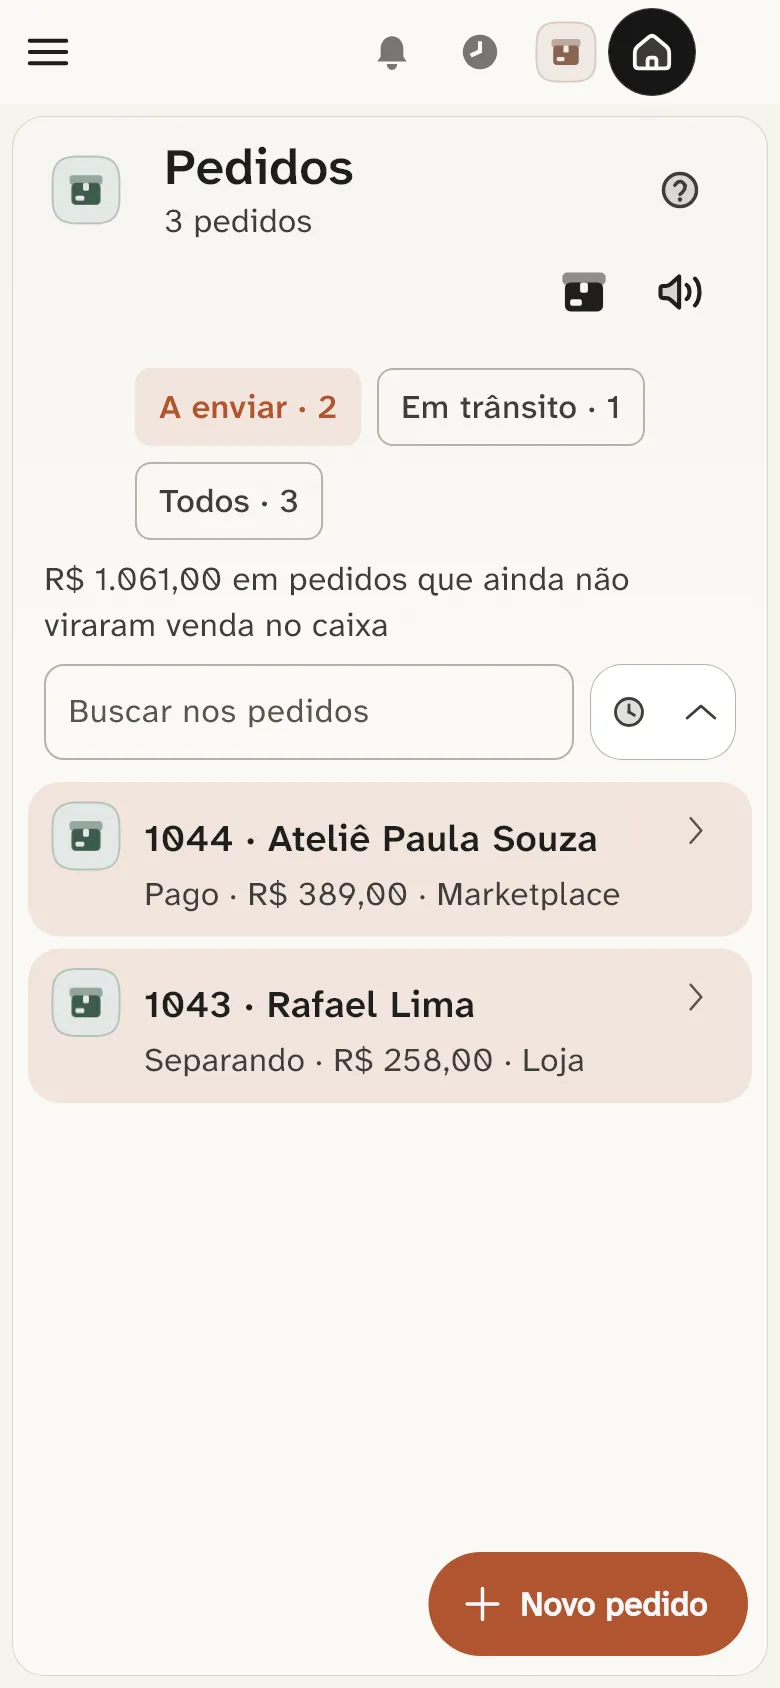 Pedidos
3 pedidos
A enviar · 2
Em trânsito · 1
Todos · 3
R$ 1.061,00 em pedidos que ainda não
viraram venda no caixa
Buscar nos pedidos
1044 · Ateliê Paula Souza
Pago · R$ 389,00 · Marketplace
1043 · Rafael Lima
Separando · R$ 258,00 · Loja
Novo pedido